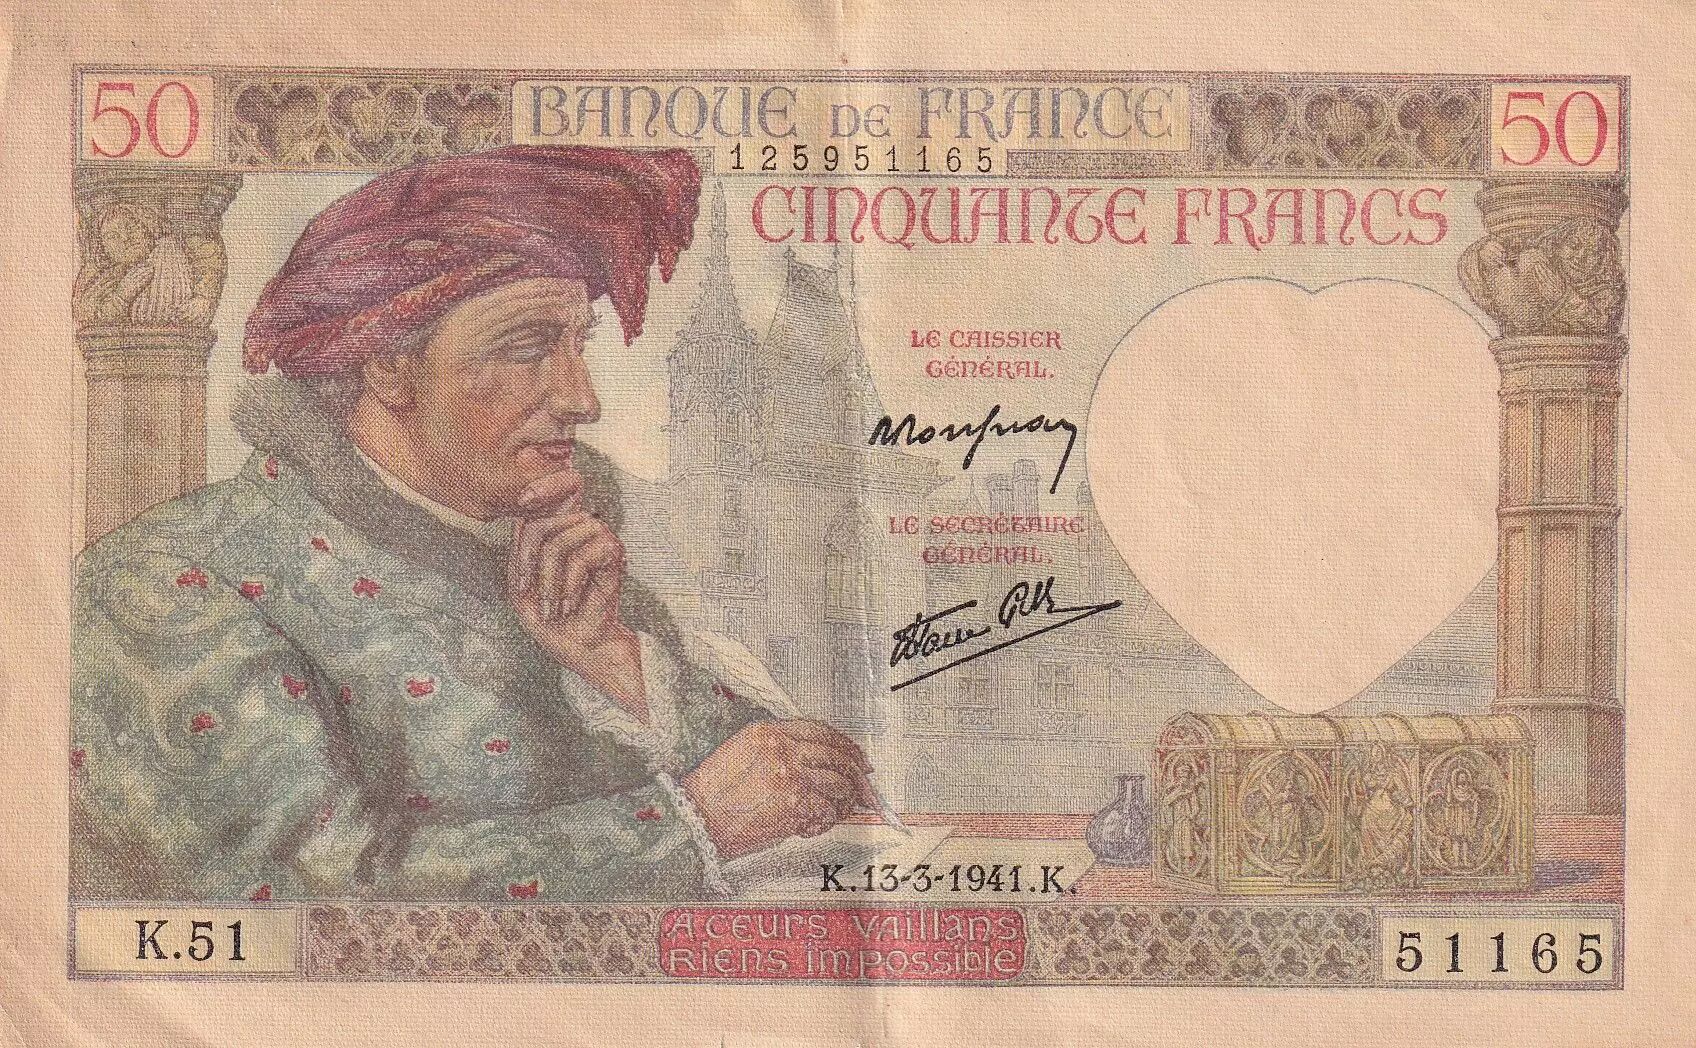 50
BANQUE DE FRANCE
50
125951165
CINQUANTE FRANCS
LE CAISSIER
GÉNÉRAL.
LE SECRÉTAIRE
GÉNÉRAL.
K.13-3-1941.K.
K.51
A CEURS VAILLANS
RIENS IMPOSSIBLE
51165